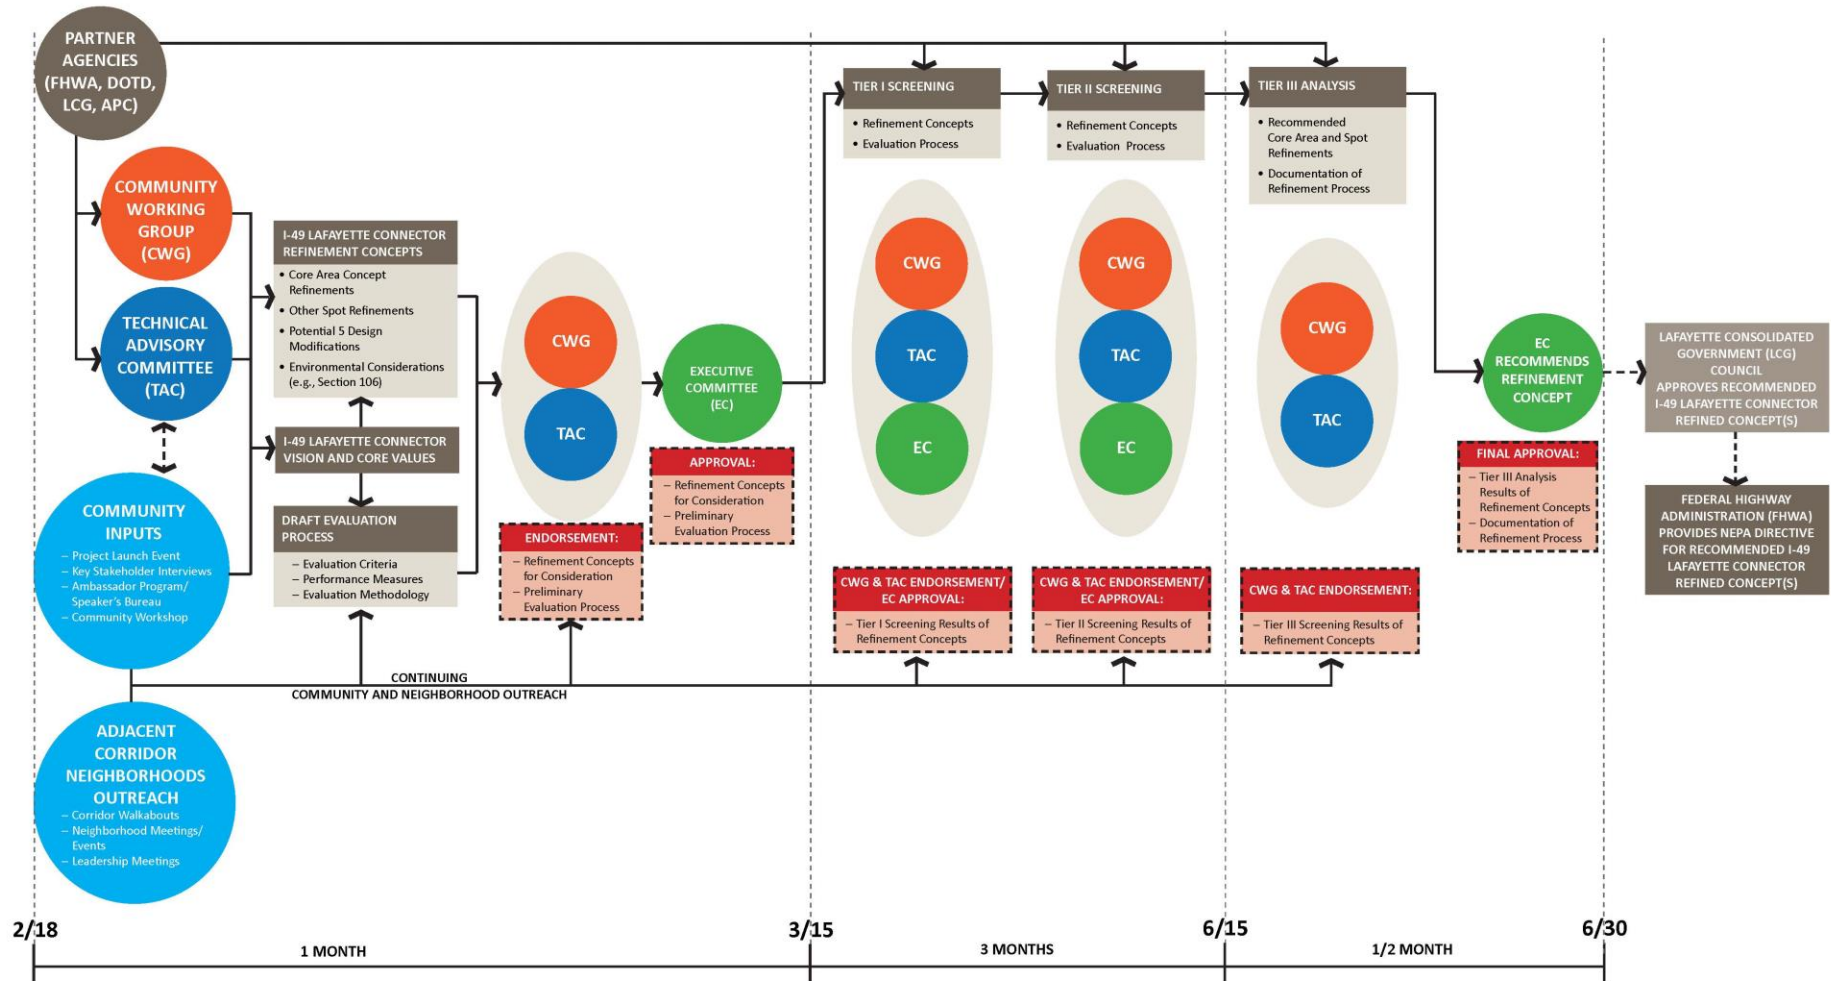 PARTNER
AGENCIES
(FHWA, DOTD,
LCG, APC)
COMMUNITY
WORKING
GROUP
(CWG)
TECHNICAL
ADVISORY
COMMITTEE
(TAC)
COMMUNITY
INPUTS
– Project Launch Event
– Key Stakeholder Interviews
– Ambassador Program/
Speaker's Bureau
– Community Workshop
ADJACENT
CORRIDOR
NEIGHBORHOODS
OUTREACH
– Corridor Walkabouts
– Neighborhood Meetings/
Events
– Leadership Meetings
I-49 LAFAYETTE CONNECTOR
REFINEMENT CONCEPTS
• Core Area Concept
Refinements
• Other Spot Refinements
• Potential 5 Design
Modifications
• Environmental Considerations
(e.g., Section 106)
I-49 LAFAYETTE CONNECTOR
VISION AND CORE VALUES
DRAFT EVALUATION
PROCESS
– Evaluation Criteria
– Performance Measures
– Evaluation Methodology
CONTINUING
COMMUNITY AND NEIGHBORHOOD OUTREACH
CWG
TAC
ENDORSEMENT:
– Refinement Concepts
for Consideration
– Preliminary
Evaluation Process
EXECUTIVE
COMMITTEE
(EC)
APPROVAL:
– Refinement Concepts
for Consideration
– Preliminary
Evaluation Process
TIER I SCREENING
• Refinement Concepts
• Evaluation Process
CWG
TAC
EC
CWG & TAC ENDORSEMENT/
EC APPROVAL:
– Tier I Screening Results of
Refinement Concepts
TIER II SCREENING
• Refinement Concepts
• Evaluation Process
CWG
TAC
EC
CWG & TAC ENDORSEMENT/
EC APPROVAL:
– Tier II Screening Results of
Refinement Concepts
TIER III ANALYSIS
• Recommended
Core Area and Spot
Refinements
• Documentation of
Refinement Process
CWG
TAC
CWG & TAC ENDORSEMENT:
– Tier III Screening Results of
Refinement Concepts
EC
RECOMMENDS
REFINEMENT
CONCEPT
FINAL APPROVAL:
– Tier III Analysis
Results of
Refinement Concepts
– Documentation of
Refinement Process
LAFAYETTE CONSOLIDATED
GOVERNMENT (LCG)
COUNCIL
APPROVES RECOMMENDED
I-49 LAFAYETTE CONNECTOR
REFINED CONCEPT(S)
FEDERAL HIGHWAY
ADMINISTRATION (FHWA)
PROVIDES NEPA DIRECTIVE
FOR RECOMMENDED I-49
LAFAYETTE CONNECTOR
REFINED CONCEPT(S)
2/18
1 MONTH
3/15
3 MONTHS
6/15
1/2 MONTH
6/30